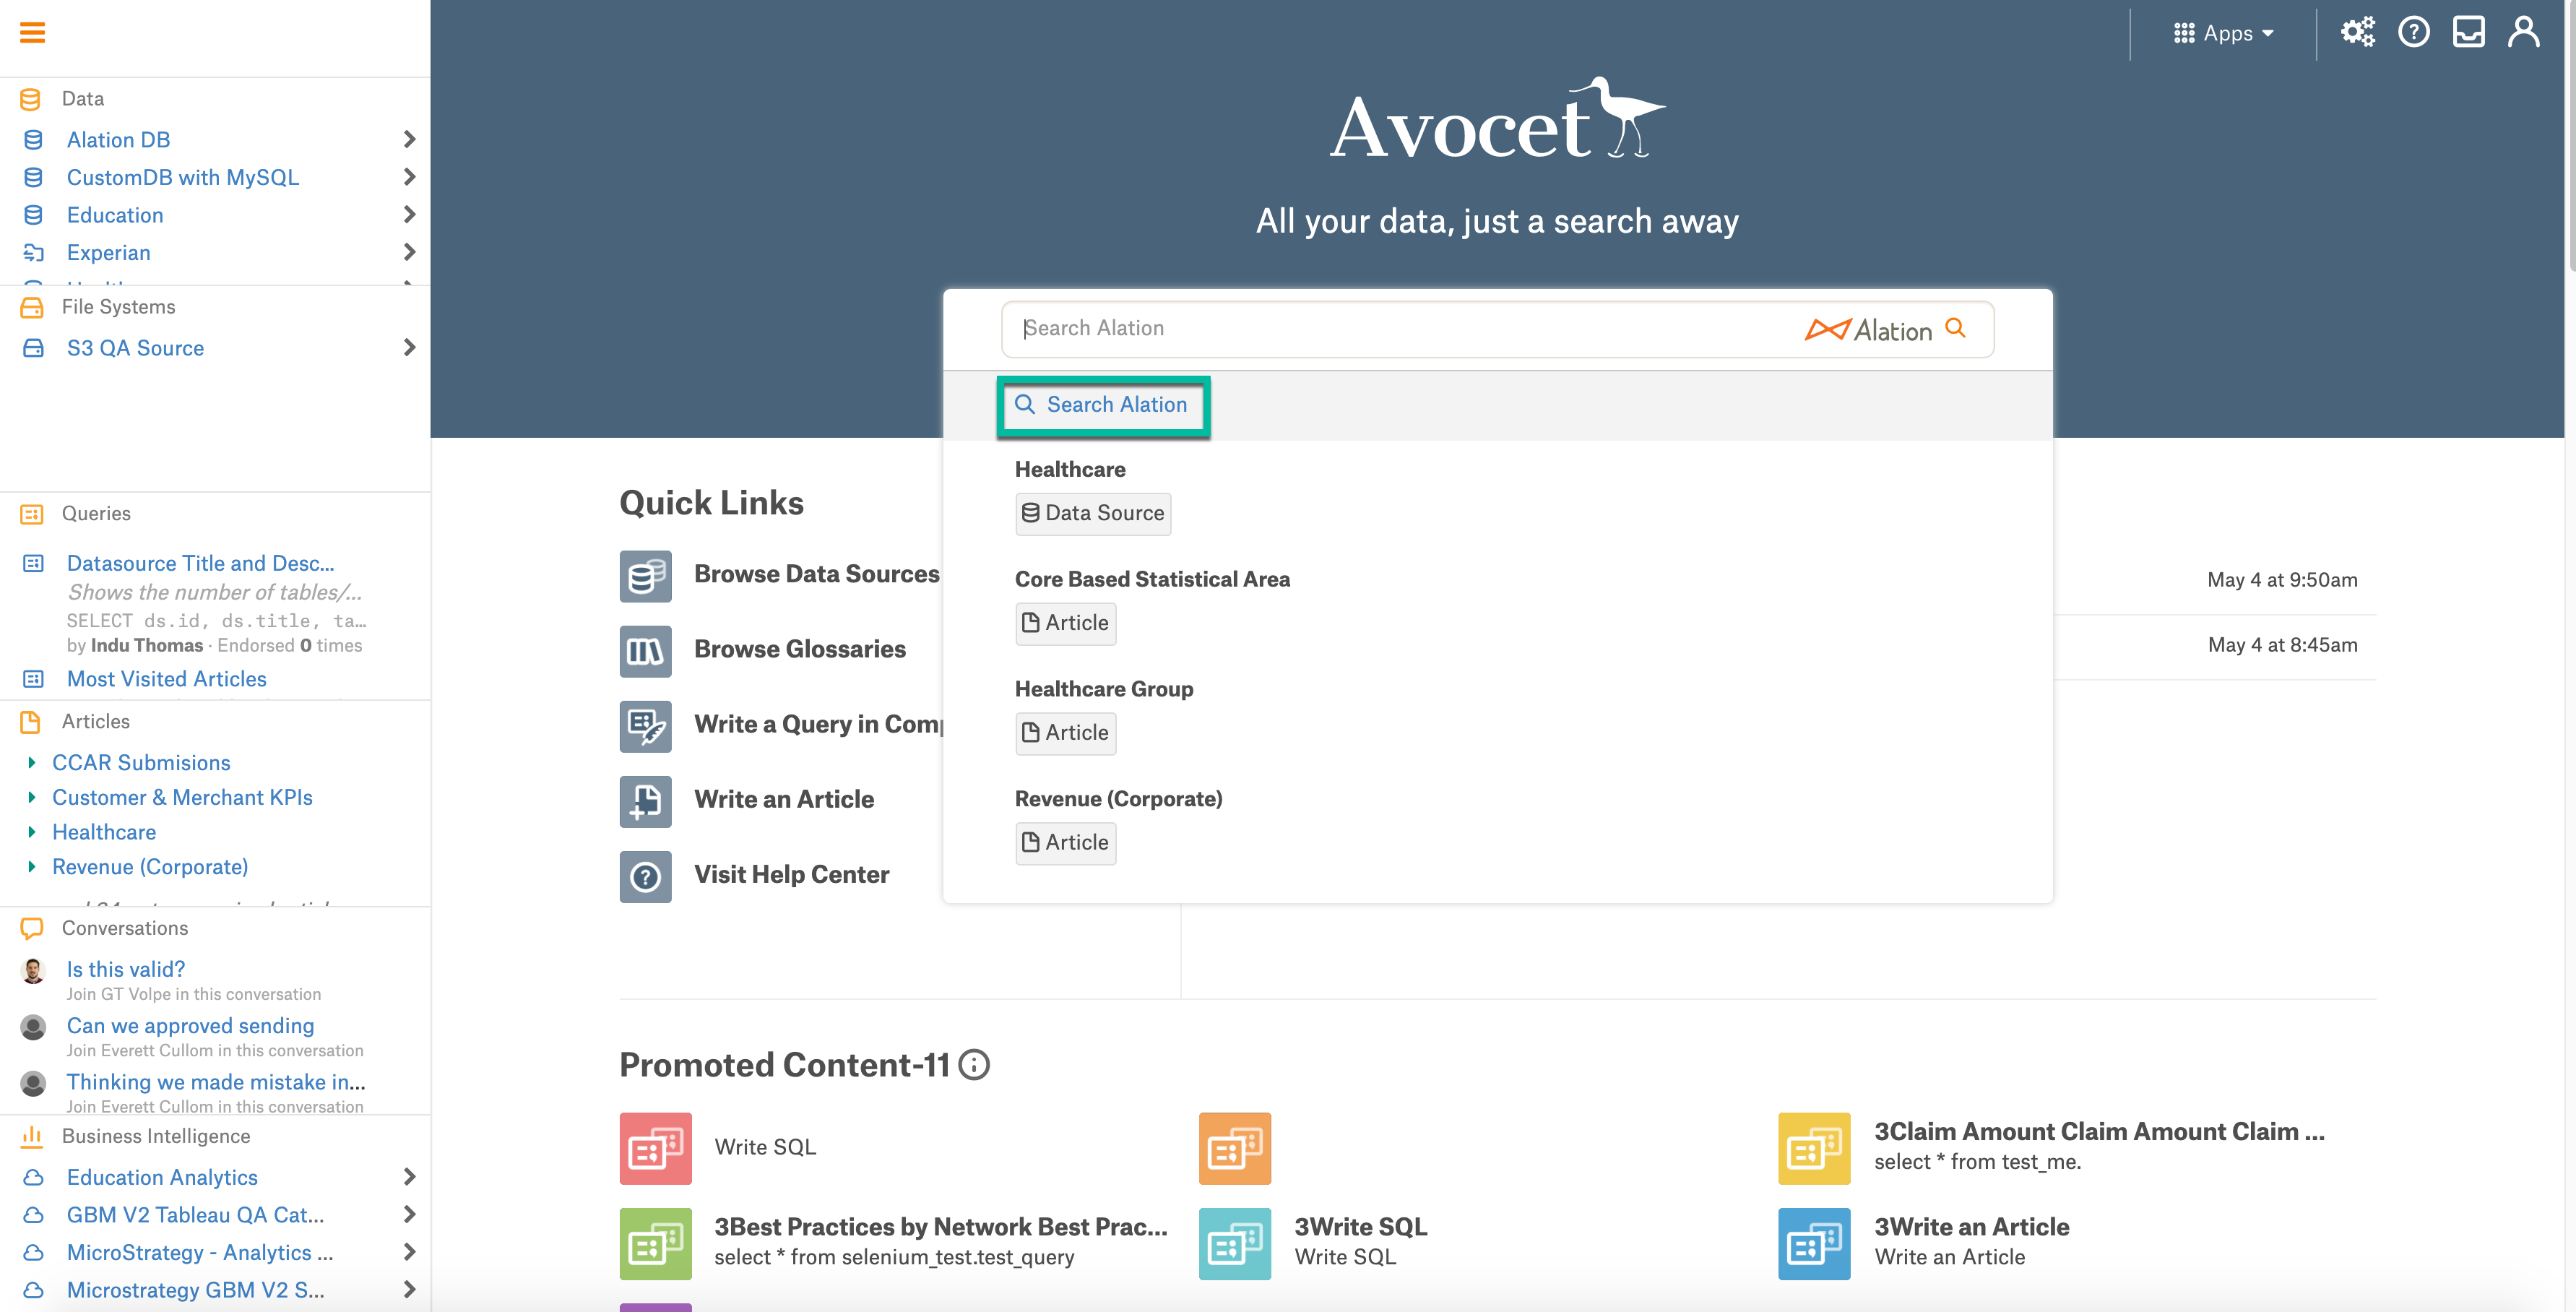 Data
Alation DB
CustomDB with MySQL
Education
Experian
File Systems
S3 QA Source
Queries
Datasource Title and Desc...
Shows the number of tables/...
SELECT ds.id, ds.title, ta…
by Indu Thomas · Endorsed 0 times
Most Visited Articles
Articles
CCAR Submisions
Customer & Merchant KPIs
Healthcare
Revenue (Corporate)
Conversations
Is this valid?
Join GT Volpe in this conversation
Can we approved sending
Join Everett Cullom in this conversation
Thinking we made mistake in...
Join Everett Cullom in this conversation
Business Intelligence
Education Analytics
GBM V2 Tableau QA Cat...
MicroStrategy - Analytics ...
Microstrategy GBM V2 S...
Apps
Avocet
All your data, just a search away
Search Alation
Alation
Search Alation
Healthcare
Data Source
Core Based Statistical Area
Article
Healthcare Group
Article
Revenue (Corporate)
Article
Quick Links
Browse Data Sources
Browse Glossaries
Write a Query in Comp
Write an Article
Visit Help Center
May 4 at 9:50am
May 4 at 8:45am
Promoted Content-11
Write SQL
3Claim Amount Claim Amount Claim ...
select * from test_me.
3Best Practices by Network Best Prac...
select * from selenium_test.test_query
3Write SQL
Write SQL
3Write an Article
Write an Article